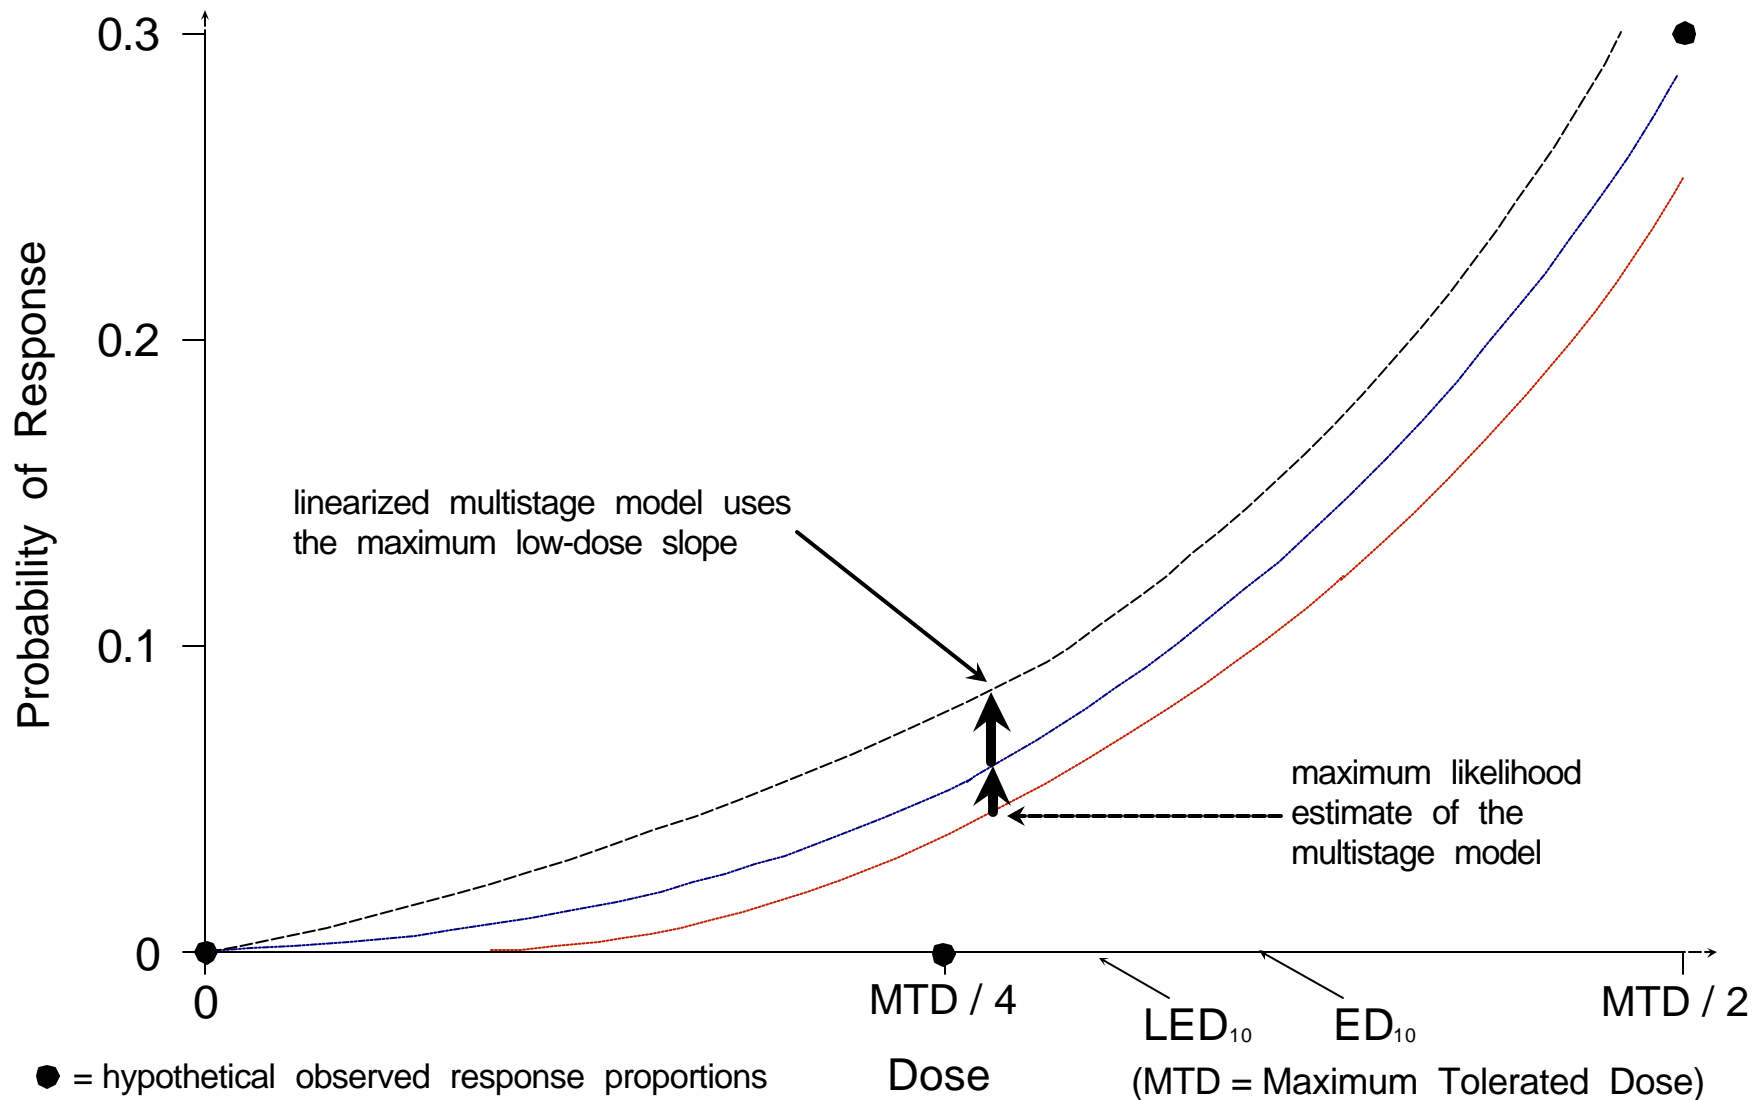 0.3
0.2
0.1
0
Probability of Response
linearized multistage model uses
the maximum low-dose slope
maximum likelihood
estimate of the
multistage model
0
MTD / 4
MTD / 2
LED10
ED10
= hypothetical observed response proportions
Dose
(MTD = Maximum Tolerated Dose)